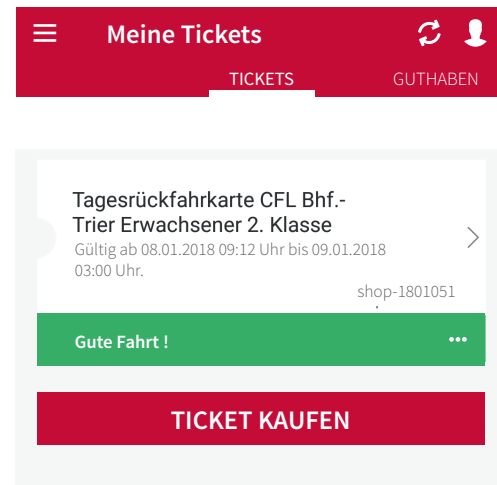 Meine Tickets
TICKETS GUTHABEN
Tagesrückfahrkarte CFL Bhf.-
Trier Erwachsener 2. Klasse
Gültig ab 08.01.2018 09:12 Uhr bis 09.01.2018
03:00 Uhr.
shop-1801051
Gute Fahrt !
TICKET KAUFEN